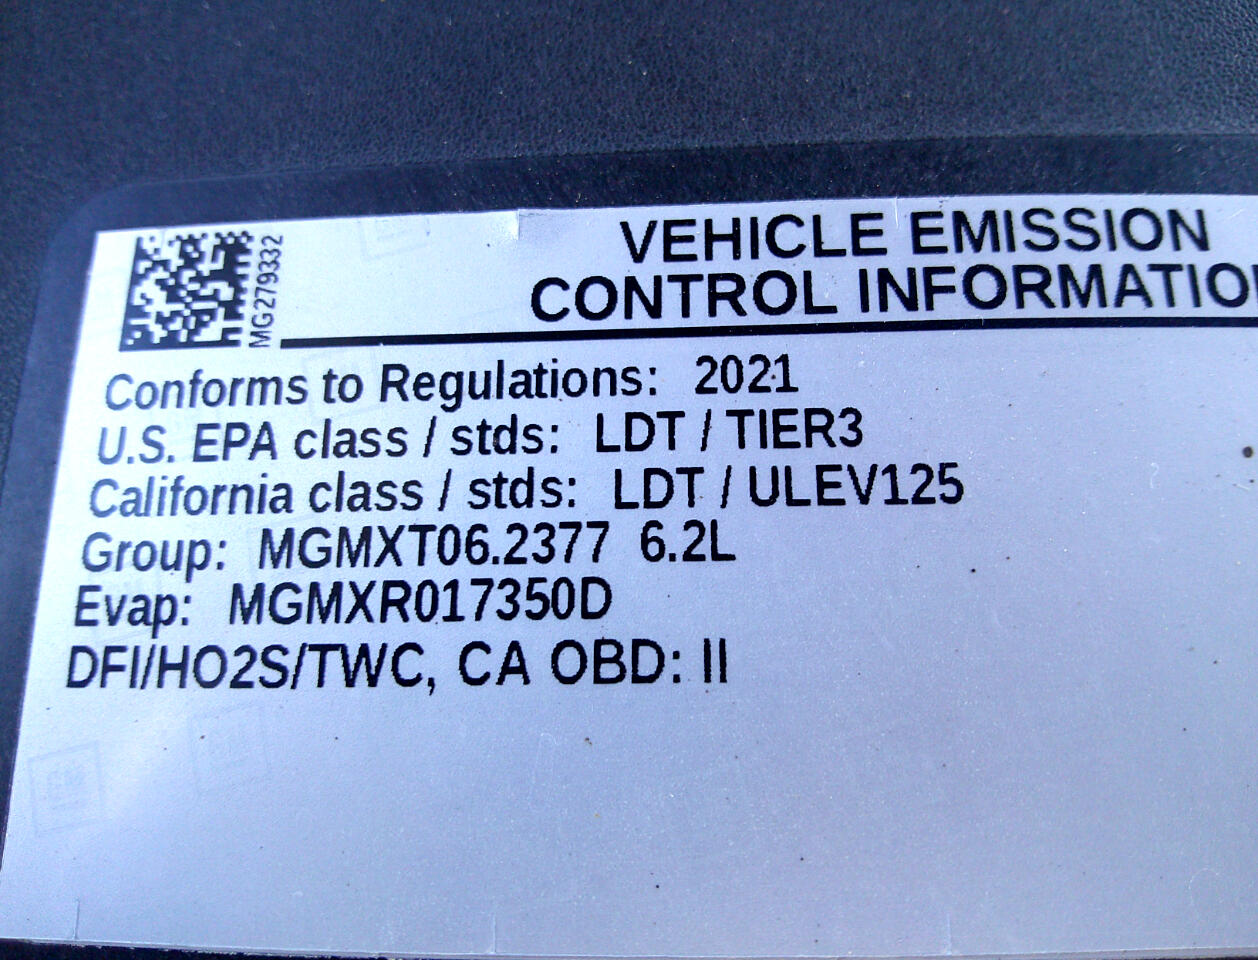 VEHICLE EMISSION
CONTROL INFORMATIO
MG279332
Conforms to Regulations: 2021
U.S. EPA class / stds: LDT / TIER3
California class / stds: LDT / ULEV125
Group: MGMXT06.2377 6.2L
Evap: MGMXR017350D
DFI/HO2S/TWC, CA OBD: II